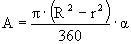 A = π·(R² − r²)/360 · α